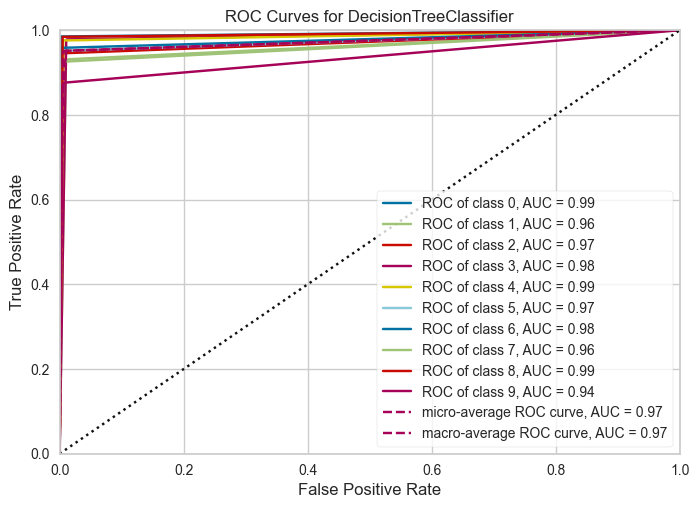 ROC Curves for DecisionTreeClassifier
1.0
0.8
0.6
0.4
0.2
0.0
True Positive Rate
ROC of class 0, AUC = 0.99
ROC of class 1, AUC = 0.96
ROC of class 2, AUC = 0.97
ROC of class 3, AUC = 0.98
ROC of class 4, AUC = 0.99
ROC of class 5, AUC = 0.97
ROC of class 6, AUC = 0.98
ROC of class 7, AUC = 0.96
ROC of class 8, AUC = 0.99
ROC of class 9, AUC = 0.94
micro-average ROC curve, AUC = 0.97
macro-average ROC curve, AUC = 0.97
0.0 0.2 0.4 0.6 0.8 1.0
False Positive Rate